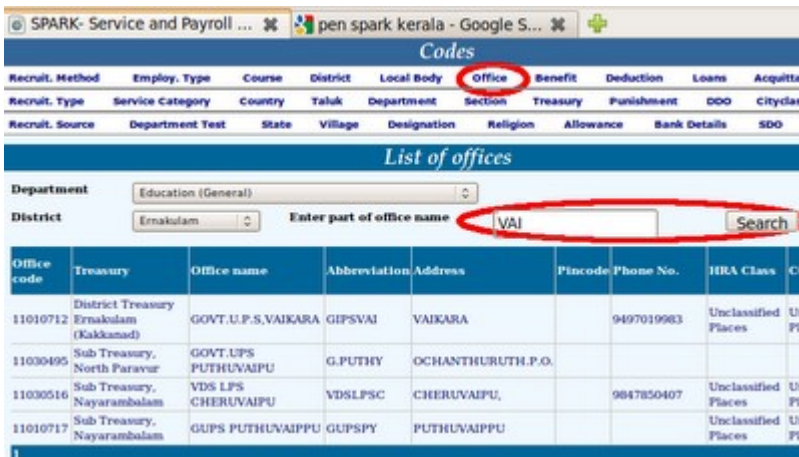 SPARK- Service and Payroll ... pen spark kerala - Google S...
Codes
Recruit. Method Employ. Type Course District Local Body Office Benefit Deduction Loans Acquitta
Recruit. Type Service Category Country Taluk Department Section Treasury Punishment DDO Cityclas
Recruit. Source Department Test State Village Designation Religion Allowance Bank Details SDO
List of offices
Department Education (General)
District Ernakulam Enter part of office name VAI Search
Office code Treasury Office name Abbreviation Address Pincode Phone No. HRA Class
11010712 District Treasury Ernakulam (Kakkanad) GOVT.U.P.S,VAIKARA GIPSVAI VAIKARA 9497019983 Unclassified Places
11030495 Sub Treasury, North Paravur GOVT.UPS PUTHUVAIPU G.PUTHY OCHANTHURUTH.P.O.
11030516 Sub Treasury, Nayarambalam VDS LPS CHERUVAIPU VDSLPSC CHERUVAIPU, 9847850407 Unclassified Places
11010717 Sub Treasury, Nayarambalam GUPS PUTHUVAIPPU GUPSPY PUTHUVAIPPU Unclassified Places
1